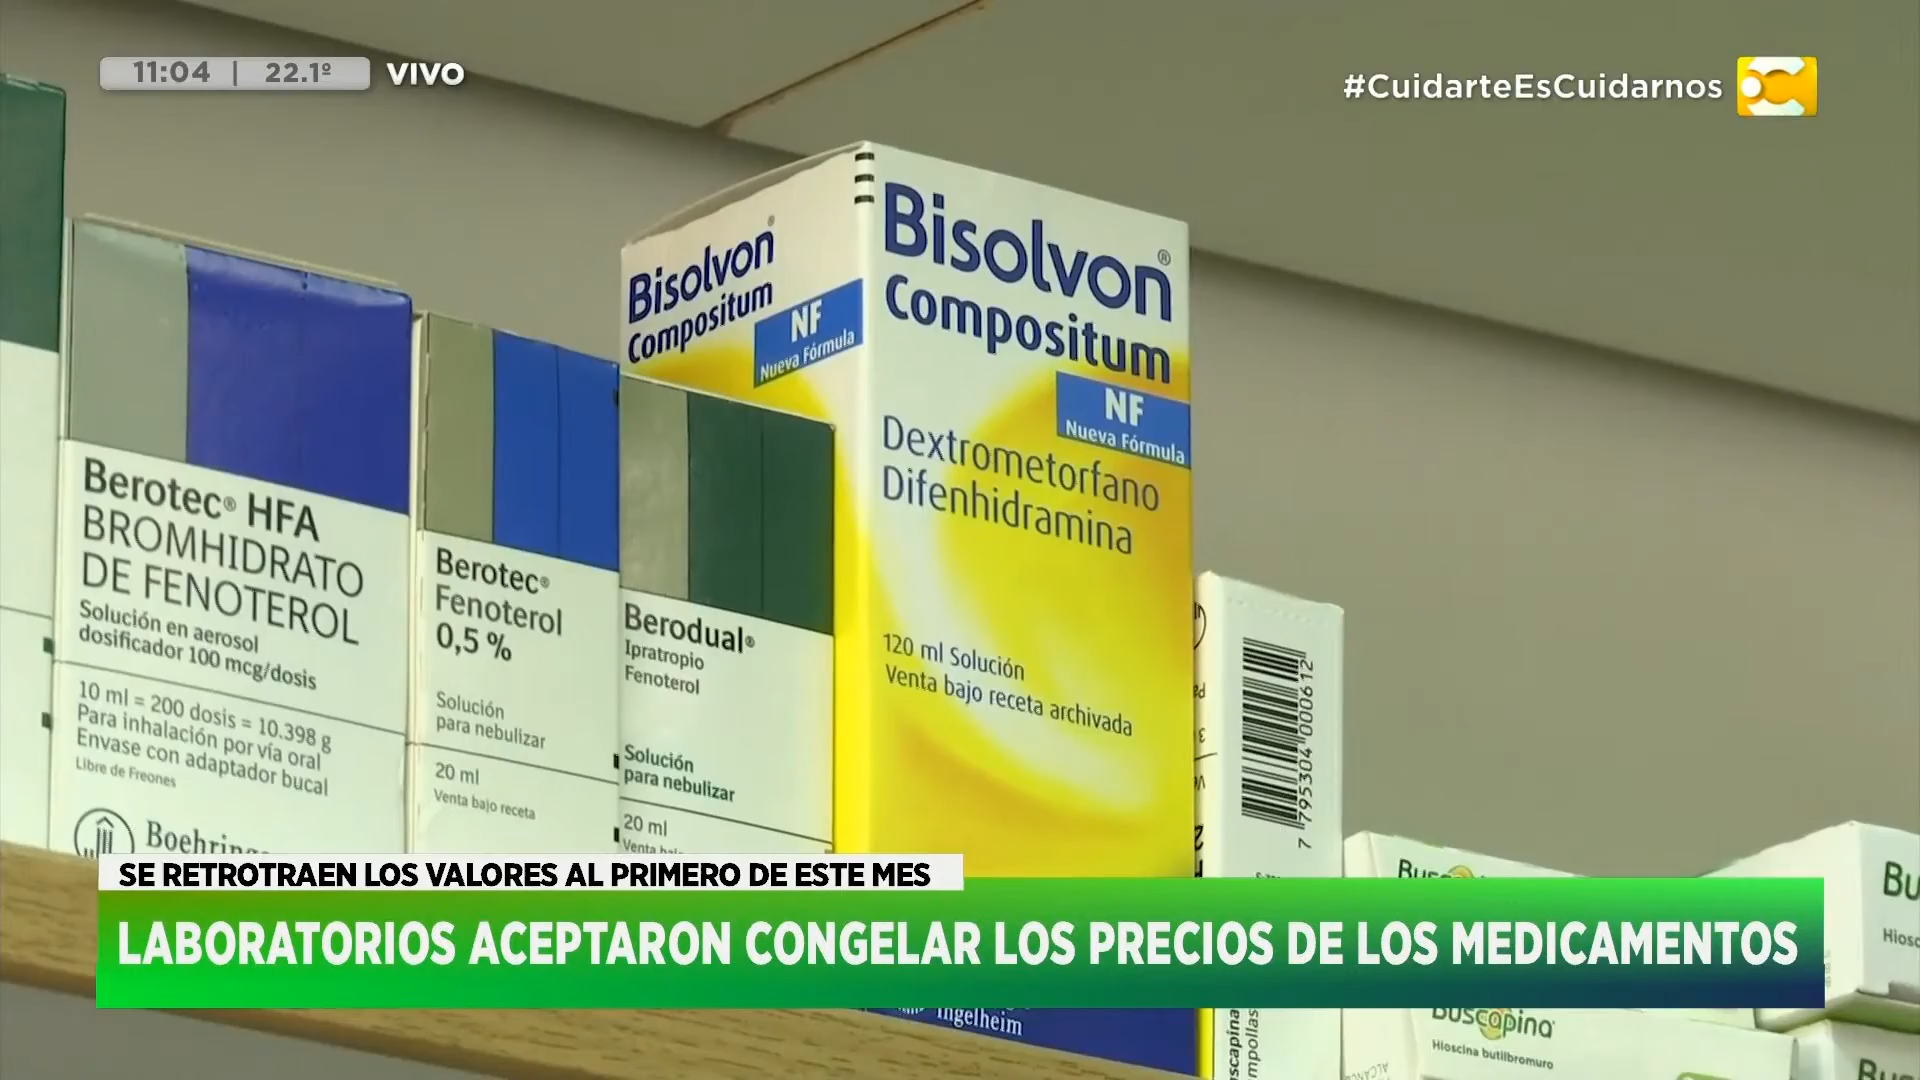 11:04 | 22.1º
VIVO
#CuidarteEsCuidarnos
Bisolvon®
Compositum
NF
Nueva Fórmula
Bisolvon®
Compositum
NF
Nueva Fórmula
Dextrometorfano
Difenhidramina
120 ml Solución
Venta bajo receta archivada
Berotec® HFA
BROMHIDRATO
DE FENOTEROL
Solución en aerosol
dosificador 100 mcg/dosis
10 ml = 200 dosis = 10.398 g
Para inhalación por vía oral
Envase con adaptador bucal
Libre de Freones
Berotec®
Fenoterol
0,5 %
Solución
para nebulizar
20 ml
Venta bajo receta
Berodual®
Ipratropio
Fenoterol
Solución
para nebulizar
20 ml
Venta
7 795304 000612
SE RETROTRAEN LOS VALORES AL PRIMERO DE ESTE MES
LABORATORIOS ACEPTARON CONGELAR LOS PRECIOS DE LOS MEDICAMENTOS
Ingelheim
Buscapina®
Hioscina butilbromuro